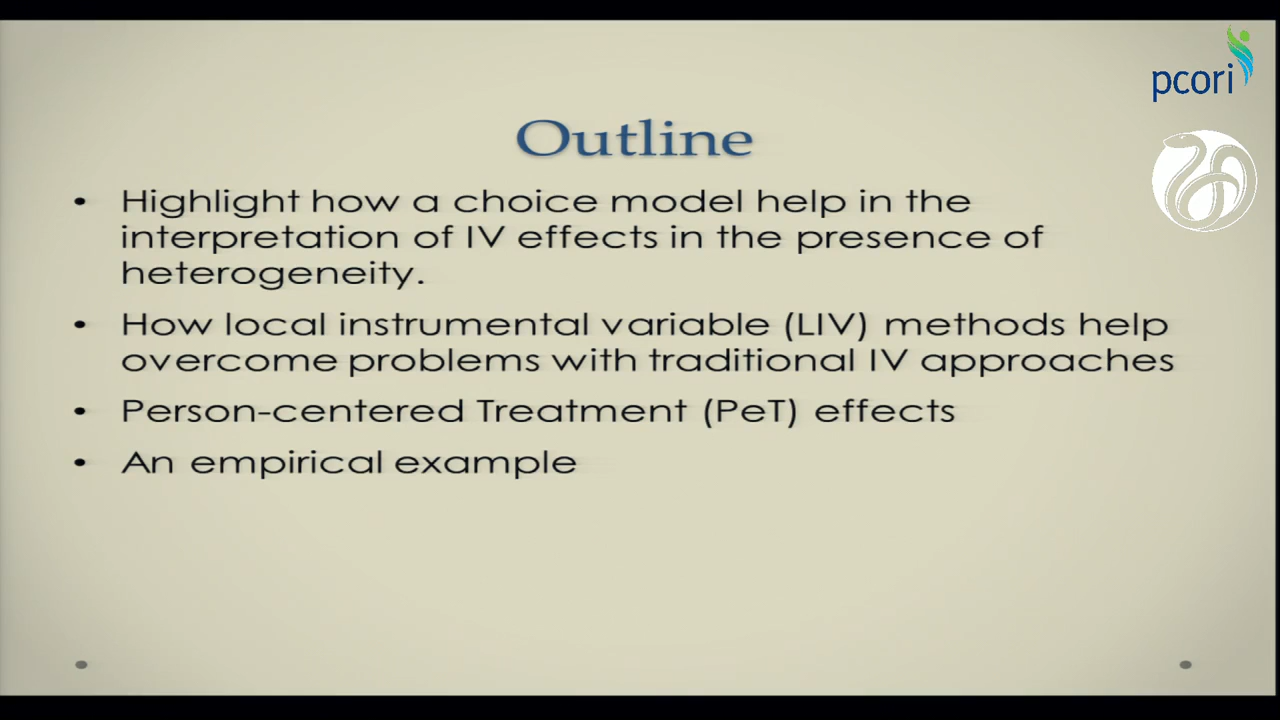 pcori
Outline
• Highlight how a choice model help in the
interpretation of IV effects in the presence of
heterogeneity.
• How local instrumental variable (LIV) methods help
overcome problems with traditional IV approaches
• Person-centered Treatment (PeT) effects
• An empirical example